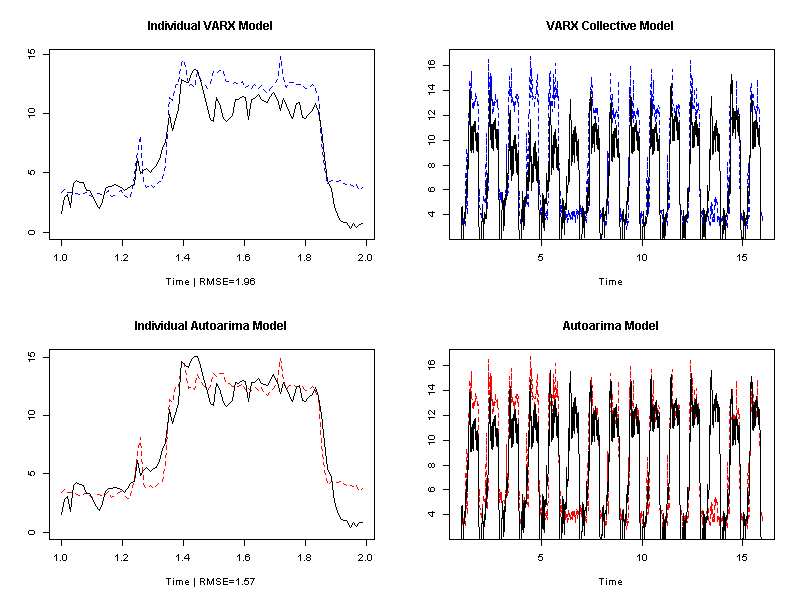 Individual VARX Model
15
10
5
0
1.0 1.2 1.4 1.6 1.8 2.0
Time | RMSE=1.96
VARX Collective Model
16
14
12
10
8
6
4
5 10 15
Time
Individual Autoarima Model
15
10
5
0
1.0 1.2 1.4 1.6 1.8 2.0
Time | RMSE=1.57
Autoarima Model
16
14
12
10
8
6
4
5 10 15
Time